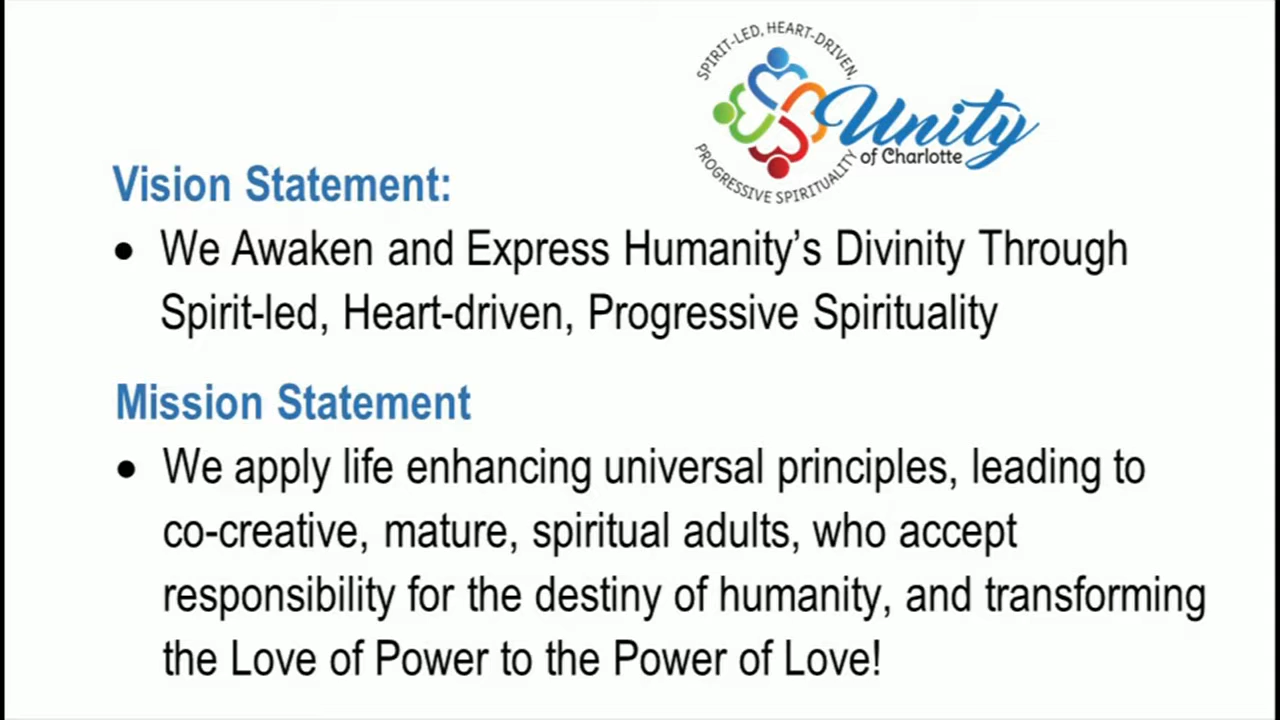 SPIRIT-LED, HEART-DRIVEN,
Unity
of Charlotte
PROGRESSIVE SPIRITUALITY
Vision Statement:
• We Awaken and Express Humanity’s Divinity Through
Spirit-led, Heart-driven, Progressive Spirituality
Mission Statement
• We apply life enhancing universal principles, leading to
co-creative, mature, spiritual adults, who accept
responsibility for the destiny of humanity, and transforming
the Love of Power to the Power of Love!